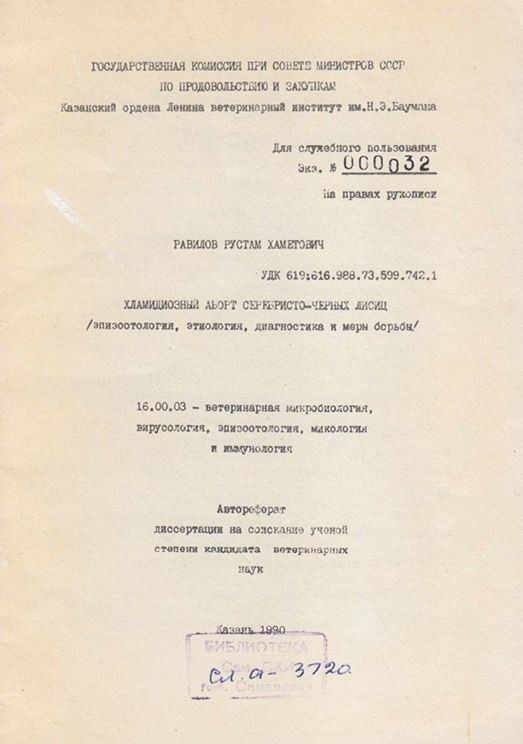 ГОСУДАРСТВЕННАЯ КОМИССИЯ ПРИ СОВЕТЕ МИНИСТРОВ СССР
ПО ПРОДОВОЛЬСТВИЮ И ЗАКУПКАМ
Казанский ордена Ленина ветеринарный институт им.Н.Э.Баумана
Для служебного пользования
Экз. № 000032
На правах рукописи
РАВИЛОВ РУСТАМ ХАМЕТОВИЧ
УДК 619:616.988.73.599.742.1
ХЛАМИДИОЗНЫЙ АБОРТ СЕРЕБРИСТО-ЧЕРНЫХ ЛИСИЦ
/эпизоотология, этиология, диагностика и меры борьбы/
16.00.03 - ветеринарная микробиология,
вирусология, эпизоотология, микология
и иммунология
Автореферат
диссертации на соискание ученой
степени кандидата ветеринарных
наук
Казань 1990
БИБЛИОТЕКА
сл.а- 3720